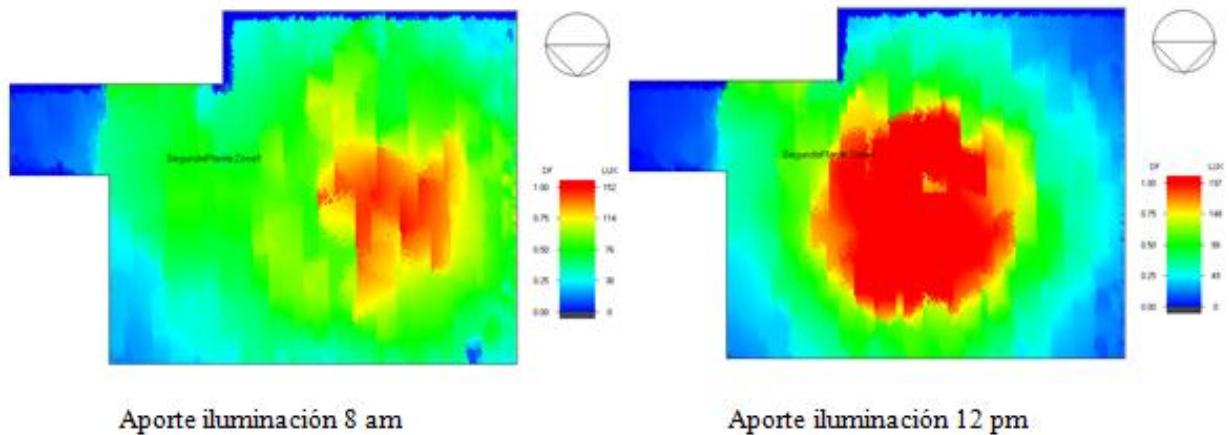 SegundaPlanta:Zone1
DF LUX
1.00 152
0.75 114
0.50 76
0.25 38
0.00 0
DF LUX
1.00
0.75
0.50
0.25
0.00 0
Aporte iluminación 8 am
Aporte iluminación 12 pm